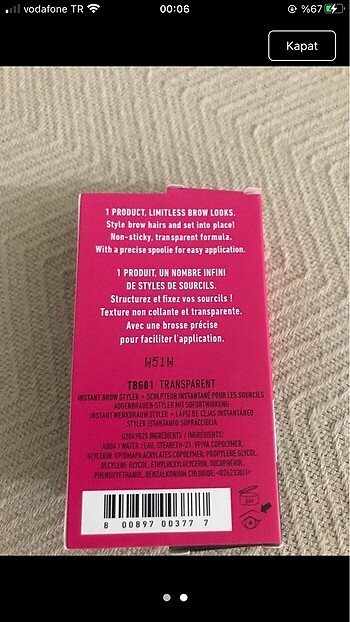 vodafone TR
00:06
%67
Kapat
1 PRODUCT, LIMITLESS BROW LOOKS.
Style brow hairs and set into place!
Non-sticky, transparent formula.
With a precise spoolie for easy application.
1 PRODUIT, UN NOMBRE INFINI
DE STYLES DE SOURCILS.
Structurez et fixez vos sourcils !
Texture non collante et transparente.
Avec une brosse précise
pour faciliter l'application.
W51W
TBG01 TRANSPARENT
INSTANT BROW STYLER • SCULPTEUR INSTANTANÉ POUR LES SOURCILS
AUGENBRAUEN-STYLER MIT SOFORTWIRKUNG
INSTANT WENKBRAUW STYLER • LÁPIZ DE CEJAS INSTANTÁNEO
STYLER ISTANTANEO SOPRACCIGLIA
G2049820 INGREDIENTS / INGRÉDIENTS:
AQUA / WATER / EAU, STEARETH-21, VP/VA COPOLYMER,
GLYCERIN, VP/DMAPA ACRYLATES COPOLYMER, PROPYLENE GLYCOL,
DECYLENE GLYCOL, ETHYLHEXYLGLYCERIN, TOCOPHEROL,
PHENOXYETHANOL, BENZALKONIUM CHLORIDE.
8 00897 00377 7